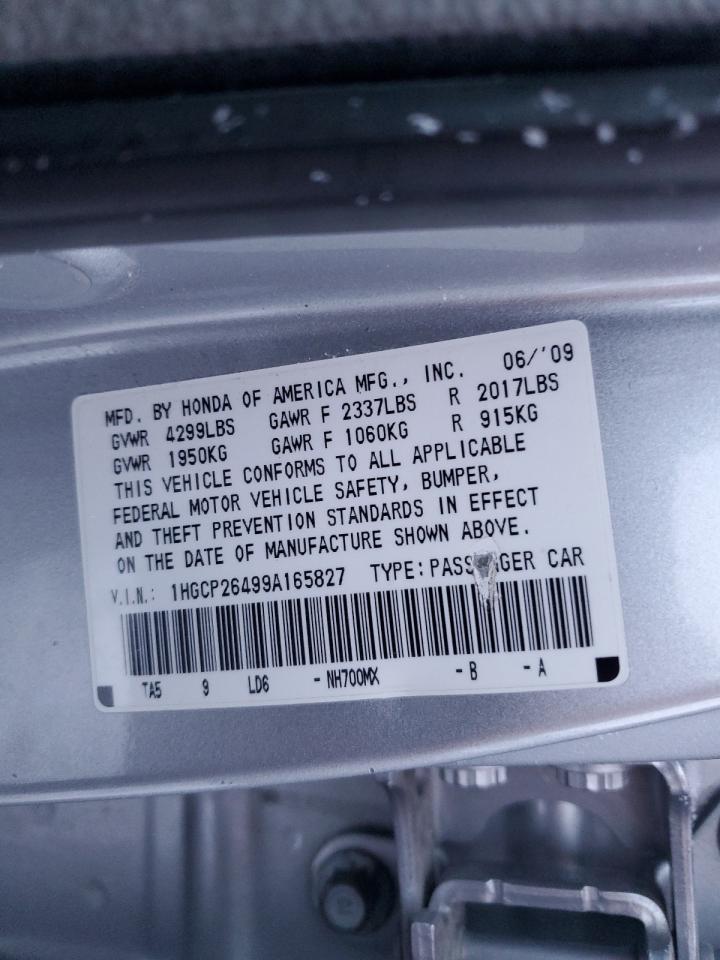 MFD. BY HONDA OF AMERICA MFG., INC. 06/'09
GVWR 4299LBS GAWR F 2337LBS R 2017LBS
GVWR 1950KG GAWR F 1060KG R 915KG
THIS VEHICLE CONFORMS TO ALL APPLICABLE
FEDERAL MOTOR VEHICLE SAFETY, BUMPER,
AND THEFT PREVENTION STANDARDS IN EFFECT
ON THE DATE OF MANUFACTURE SHOWN ABOVE.
V.I.N.: 1HGCP26499A165827 TYPE: CAR
TA5 9 LD6 -NH700MX -B -A